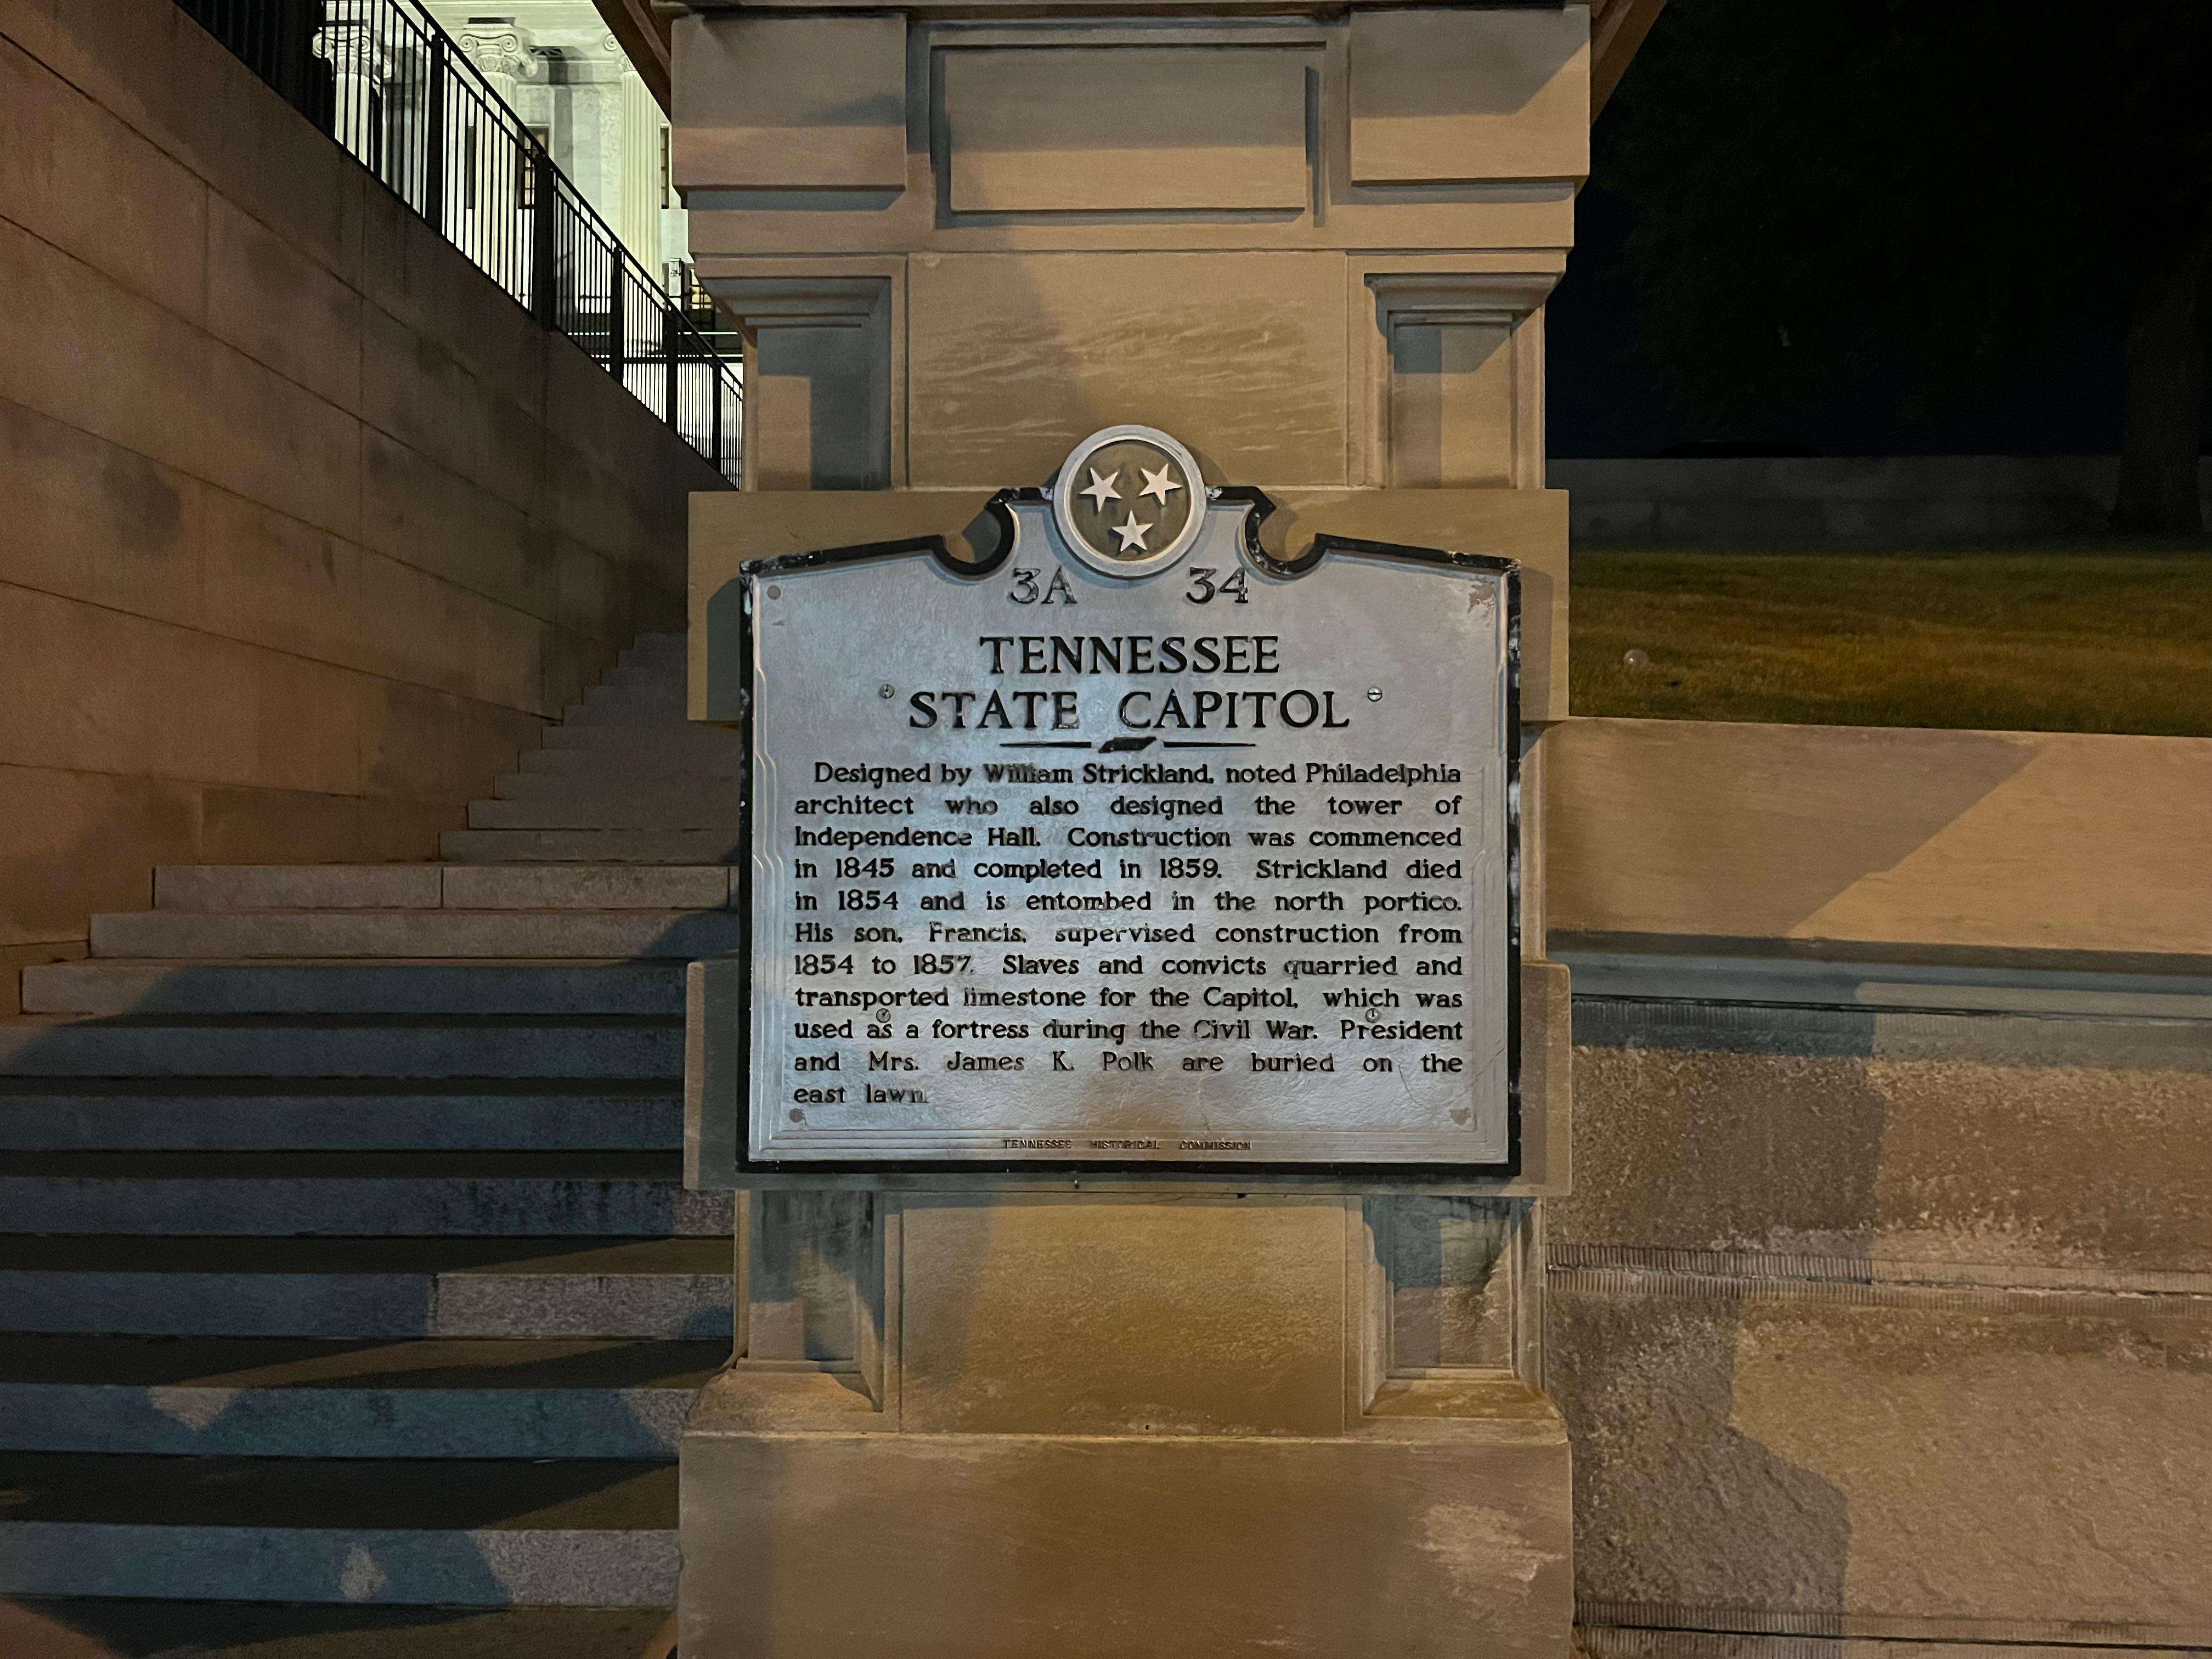 3A 34
TENNESSEE
STATE CAPITOL
Designed by William Strickland, noted Philadelphia
architect who also designed the tower of
Independence Hall. Construction was commenced
in 1845 and completed in 1859. Strickland died
in 1854 and is entombed in the north portico.
His son, Francis, supervised construction from
1854 to 1857. Slaves and convicts quarried and
transported limestone for the Capitol, which was
used as a fortress during the Civil War. President
and Mrs. James K. Polk are buried on the
east lawn.
TENNESSEE HISTORICAL COMMISSION